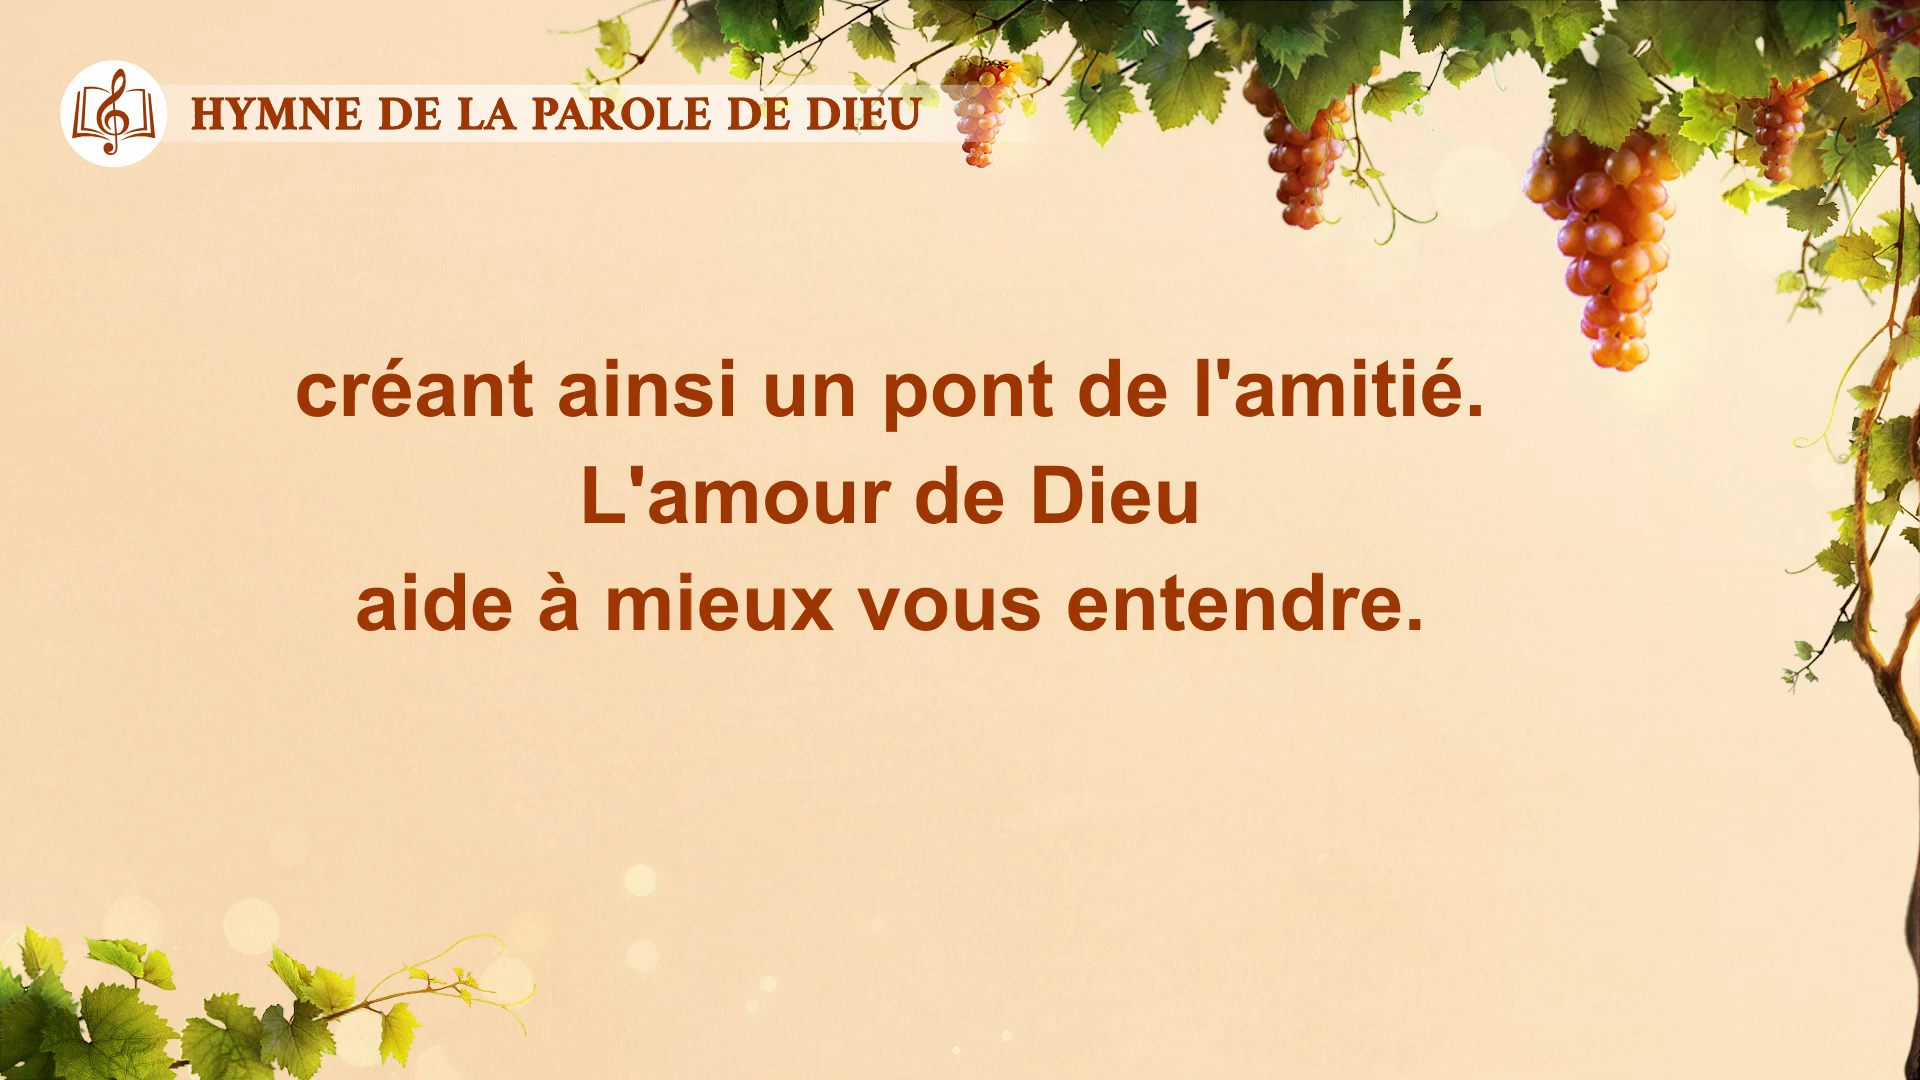 HYMNE DE LA PAROLE DE DIEU
créant ainsi un pont de l'amitié.
L'amour de Dieu
aide à mieux vous entendre.